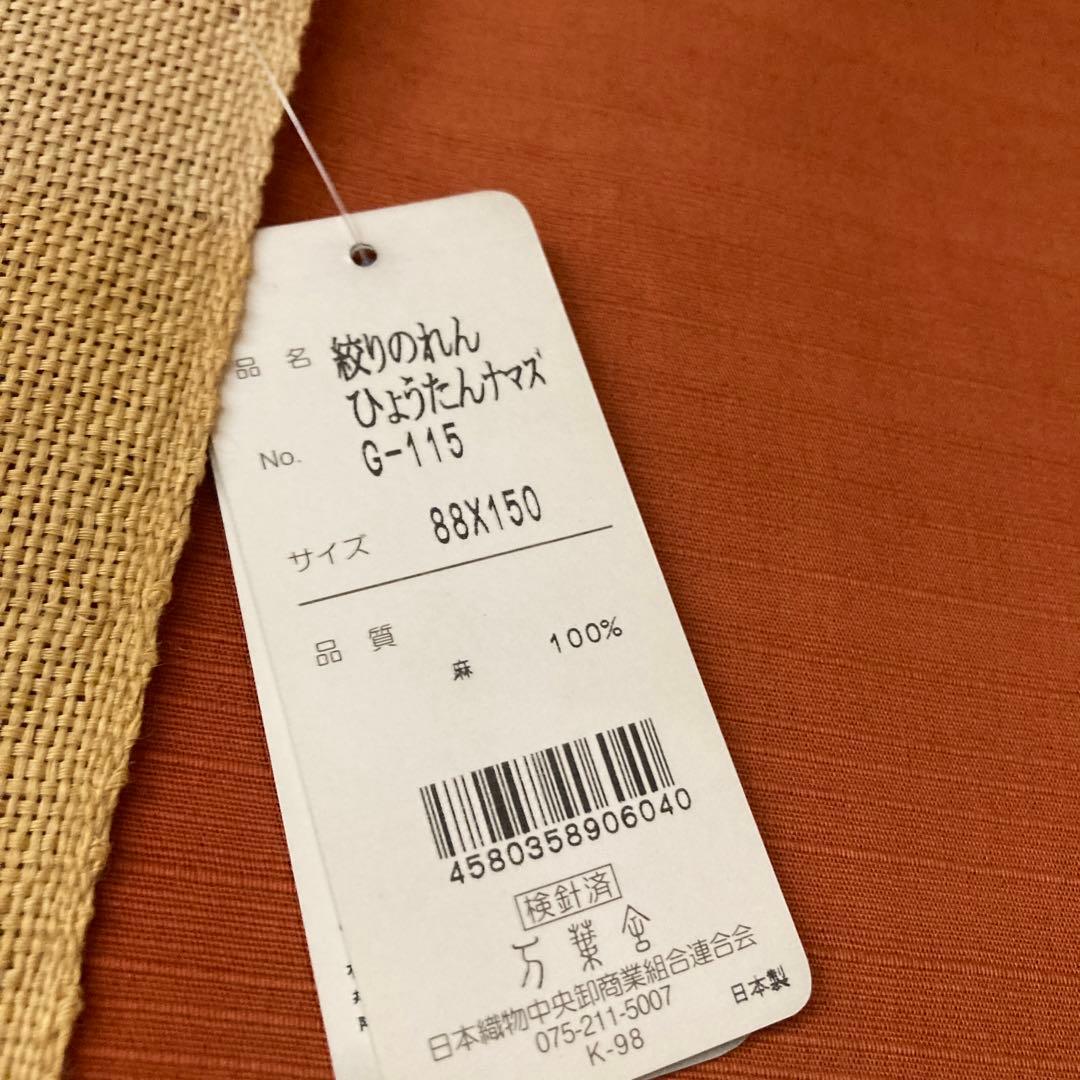 品名 絞りのれん
ひょうたんナマズ
No. G-115
サイズ 88X150
品質
麻 100%
4580358906040
検針済
万葉舎
日本織物中央卸商業組合連合会
075-211-5007
K-98
日本製